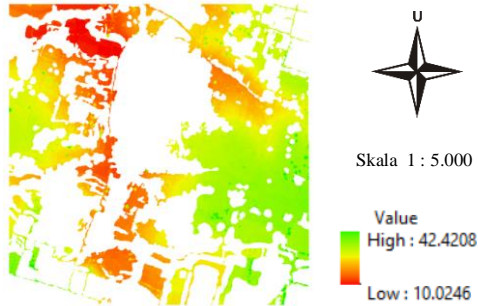 U
Skala 1 : 5.000
Value
High : 42.4208
Low : 10.0246